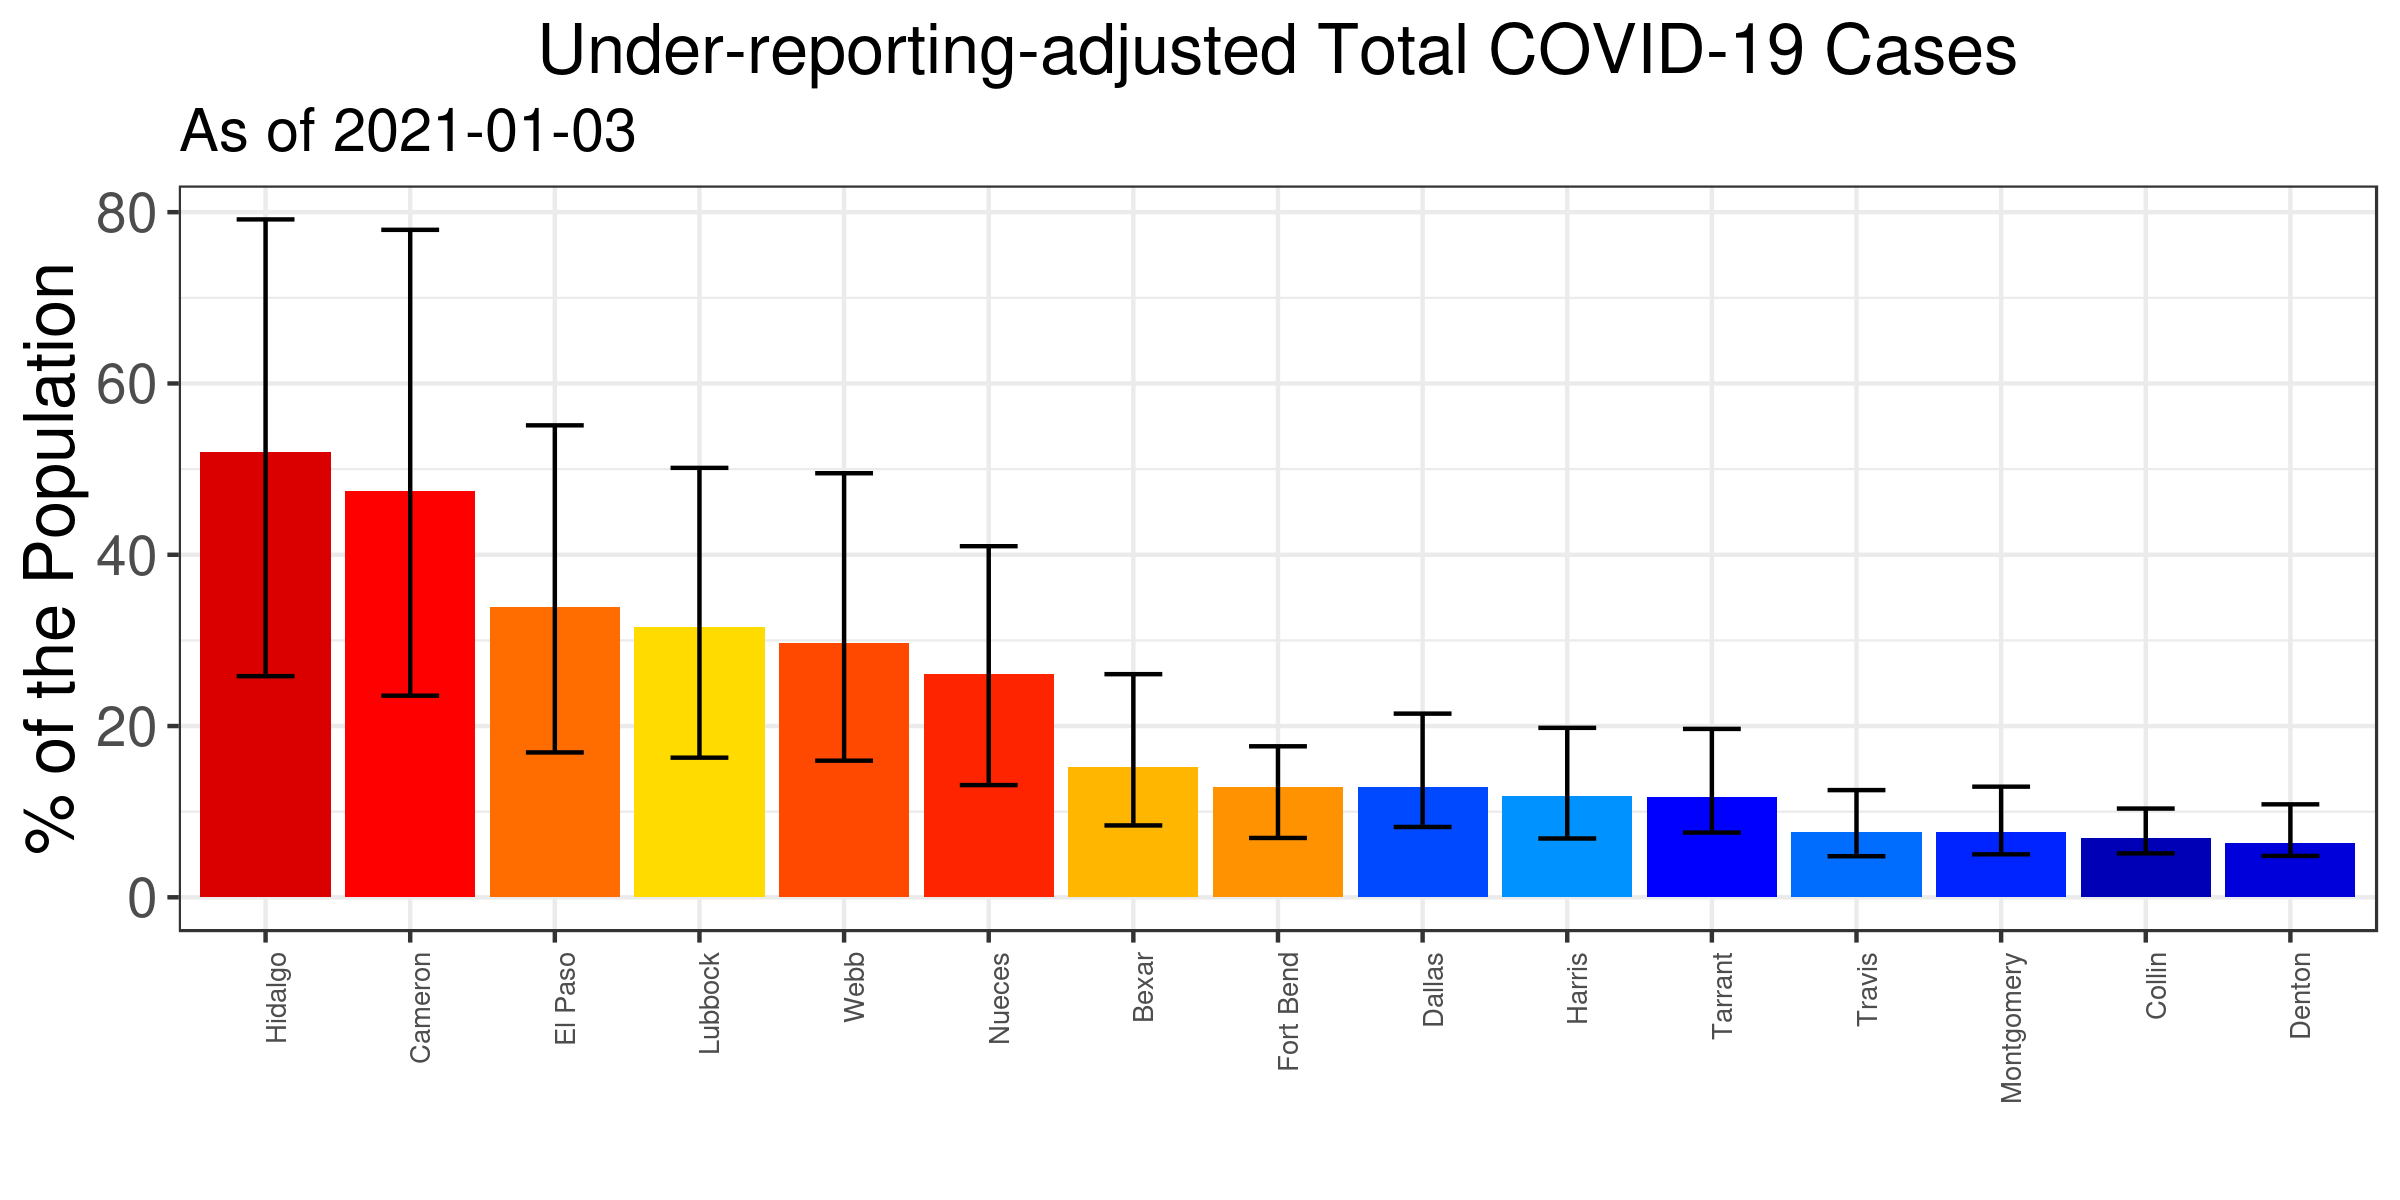 Under-reporting-adjusted Total COVID-19 Cases
As of 2021-01-03
% of the Population
80
60
40
20
0
Hidalgo
Cameron
El Paso
Lubbock
Webb
Nueces
Bexar
Fort Bend
Dallas
Harris
Tarrant
Travis
Montgomery
Collin
Denton